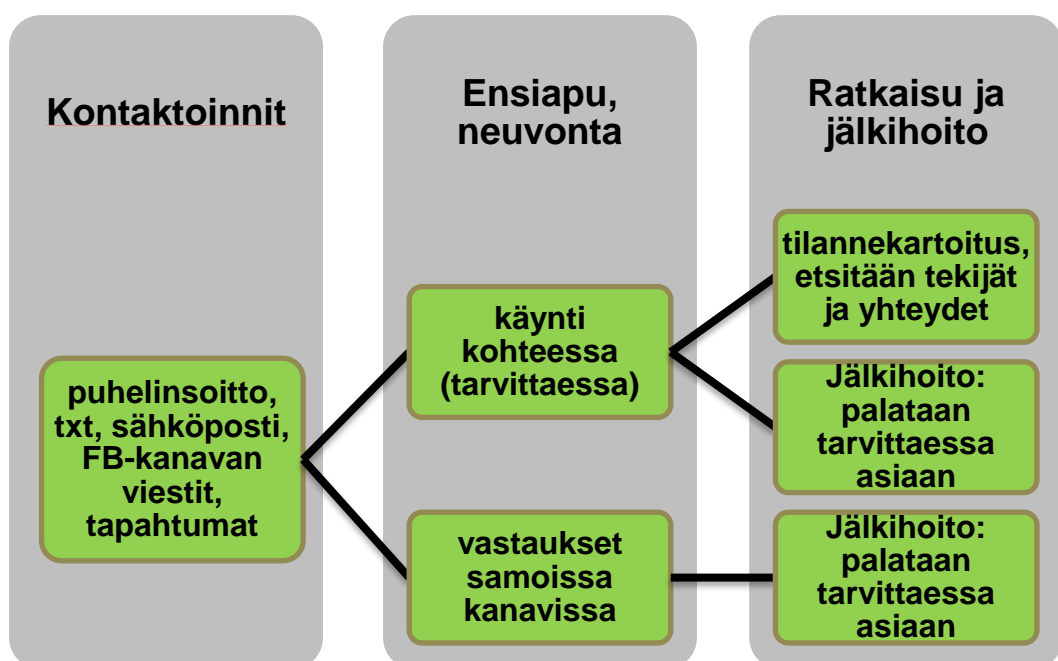 Kontaktoinnit
Ensiapu,
neuvonta
Ratkaisu ja
jälkihoito
puhelinsoitto,
txt, sähköposti,
FB-kanavan
viestit,
tapahtumat
käynti
kohteessa
(tarvittaessa)
vastaukset
samoissa
kanavissa
tilannekartoitus,
etsitään tekijät
ja yhteydet
Jälkihoito:
palataan
tarvittaessa
asiaan
Jälkihoito:
palataan
tarvittaessa
asiaan